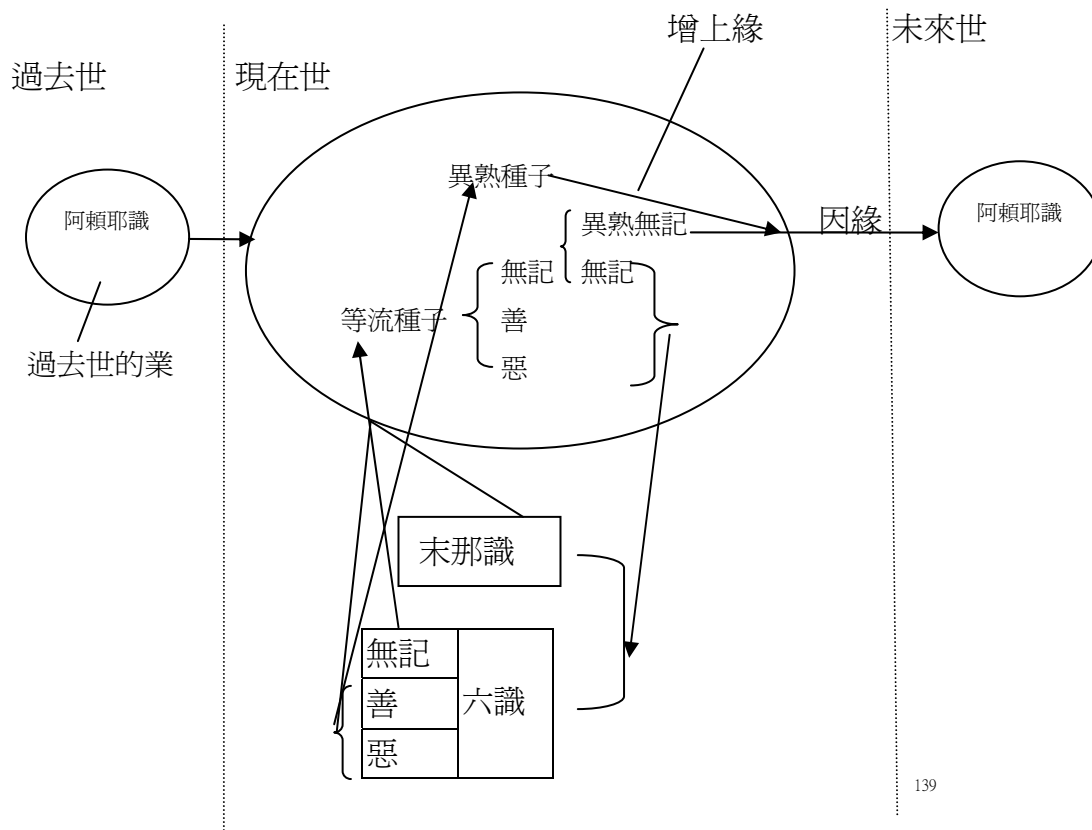 過去世
現在世
增上緣
未來世
阿賴耶識
過去世的業
異熟種子
異熟無記
無記
無記
等流種子
善
惡
因緣
阿賴耶識
末那識
無記
善
惡
六識
139